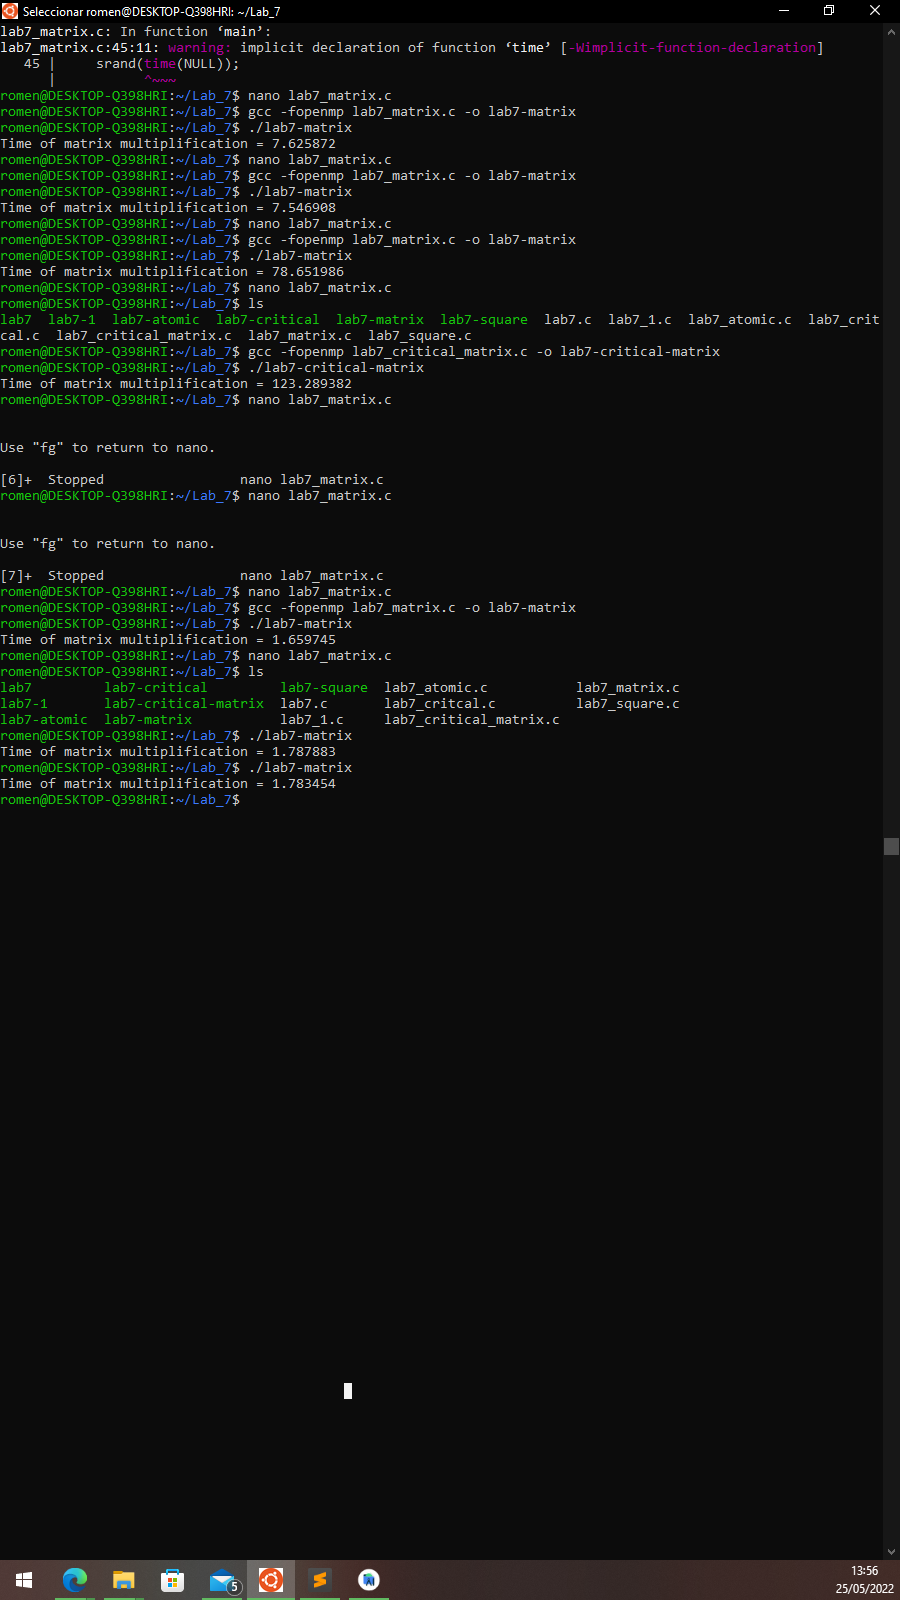 Seleccionar romen@DESKTOP-Q398HRI: ~/Lab_7
lab7_matrix.c: In function ‘main’:
lab7_matrix.c:45:11: warning: implicit declaration of function ‘time’ [-Wimplicit-function-declaration]
   45 |     srand(time(NULL));
      |           ^~~~
romen@DESKTOP-Q398HRI:~/Lab_7$ nano lab7_matrix.c
romen@DESKTOP-Q398HRI:~/Lab_7$ gcc -fopenmp lab7_matrix.c -o lab7-matrix
romen@DESKTOP-Q398HRI:~/Lab_7$ ./lab7-matrix
Time of matrix multiplification = 7.625872
romen@DESKTOP-Q398HRI:~/Lab_7$ nano lab7_matrix.c
romen@DESKTOP-Q398HRI:~/Lab_7$ gcc -fopenmp lab7_matrix.c -o lab7-matrix
romen@DESKTOP-Q398HRI:~/Lab_7$ ./lab7-matrix
Time of matrix multiplification = 7.546908
romen@DESKTOP-Q398HRI:~/Lab_7$ nano lab7_matrix.c
romen@DESKTOP-Q398HRI:~/Lab_7$ gcc -fopenmp lab7_matrix.c -o lab7-matrix
romen@DESKTOP-Q398HRI:~/Lab_7$ ./lab7-matrix
Time of matrix multiplification = 78.651986
romen@DESKTOP-Q398HRI:~/Lab_7$ nano lab7_matrix.c
romen@DESKTOP-Q398HRI:~/Lab_7$ ls
lab7  lab7-1  lab7-atomic  lab7-critical  lab7-matrix  lab7-square  lab7.c  lab7_1.c  lab7_atomic.c  lab7_crit
cal.c  lab7_critical_matrix.c  lab7_matrix.c  lab7_square.c
romen@DESKTOP-Q398HRI:~/Lab_7$ gcc -fopenmp lab7_critical_matrix.c -o lab7-critical-matrix
romen@DESKTOP-Q398HRI:~/Lab_7$ ./lab7-critical-matrix
Time of matrix multiplification = 123.289382
romen@DESKTOP-Q398HRI:~/Lab_7$ nano lab7_matrix.c
Use "fg" to return to nano.
[6]+  Stopped                 nano lab7_matrix.c
romen@DESKTOP-Q398HRI:~/Lab_7$ nano lab7_matrix.c
Use "fg" to return to nano.
[7]+  Stopped                 nano lab7_matrix.c
romen@DESKTOP-Q398HRI:~/Lab_7$ nano lab7_matrix.c
romen@DESKTOP-Q398HRI:~/Lab_7$ gcc -fopenmp lab7_matrix.c -o lab7-matrix
romen@DESKTOP-Q398HRI:~/Lab_7$ ./lab7-matrix
Time of matrix multiplification = 1.659745
romen@DESKTOP-Q398HRI:~/Lab_7$ nano lab7_matrix.c
romen@DESKTOP-Q398HRI:~/Lab_7$ ls
lab7         lab7-critical         lab7-square  lab7_atomic.c           lab7_matrix.c
lab7-1       lab7-critical-matrix  lab7.c       lab7_critcal.c          lab7_square.c
lab7-atomic  lab7-matrix           lab7_1.c     lab7_critical_matrix.c
romen@DESKTOP-Q398HRI:~/Lab_7$ ./lab7-matrix
Time of matrix multiplification = 1.787883
romen@DESKTOP-Q398HRI:~/Lab_7$ ./lab7-matrix
Time of matrix multiplification = 1.783454
romen@DESKTOP-Q398HRI:~/Lab_7$
5
13:56
25/05/2022